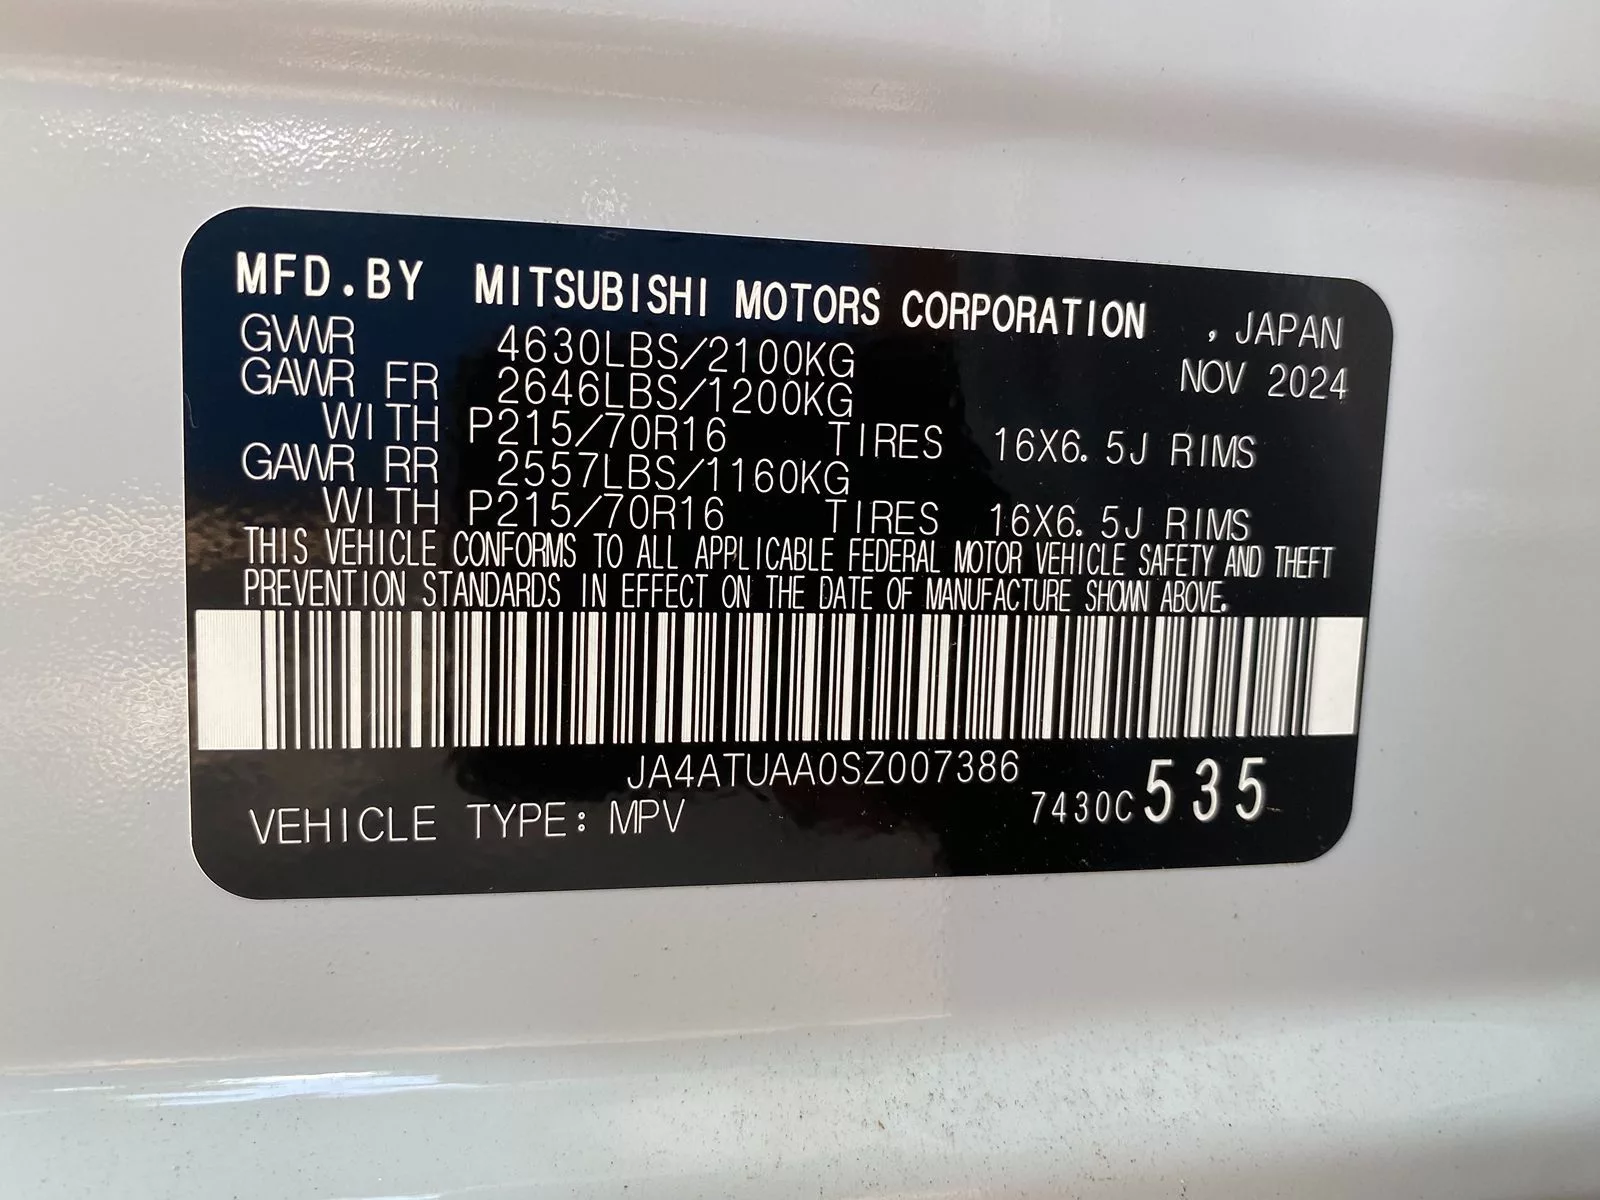 MFD.BY MITSUBISHI MOTORS CORPORATION , JAPAN
GVWR 4630LBS/2100KG NOV 2024
GAWR FR 2646LBS/1200KG
WITH P215/70R16 TIRES 16X6.5J RIMS
GAWR RR 2557LBS/1160KG
WITH P215/70R16 TIRES 16X6.5J RIMS
THIS VEHICLE CONFORMS TO ALL APPLICABLE FEDERAL MOTOR VEHICLE SAFETY AND THEFT
PREVENTION STANDARDS IN EFFECT ON THE DATE OF MANUFACTURE SHOWN ABOVE.
JA4ATUAA0SZ007386
VEHICLE TYPE: MPV 7430C 535